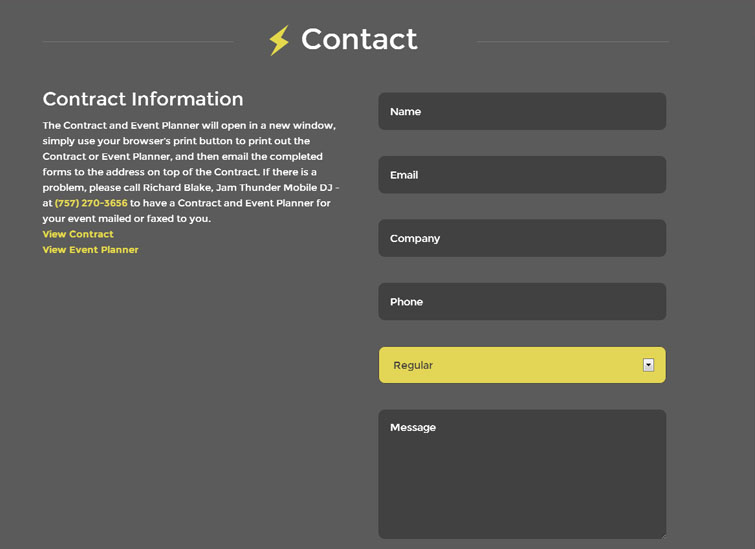 Contact
Contract Information
The Contract and Event Planner will open in a new window,
simply use your browser's print button to print out the
Contract or Event Planner, and then email the completed
forms to the address on top of the Contract. If there is a
problem, please call Richard Blake, Jam Thunder Mobile DJ -
at (757) 270-3656 to have a Contract and Event Planner for
your event mailed or faxed to you.
View Contract
View Event Planner
Name
Email
Company
Phone
Regular
Message